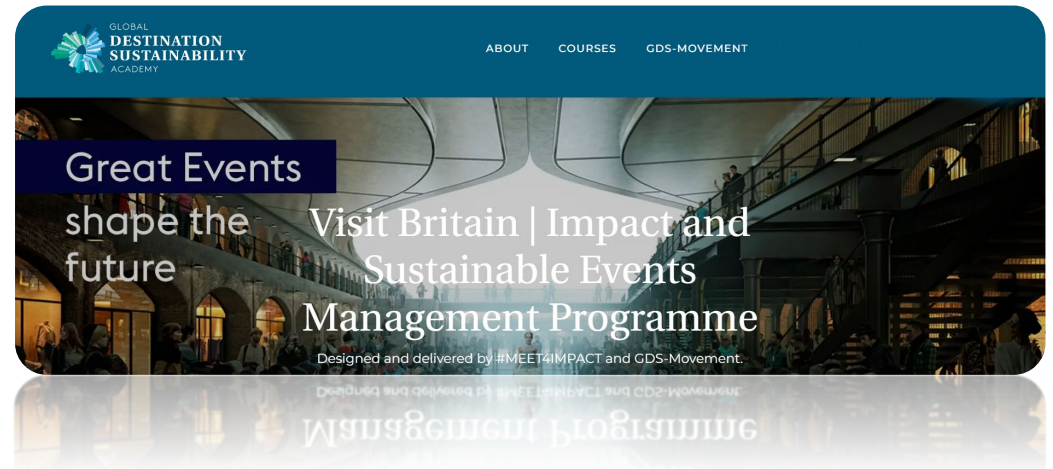 GLOBAL
DESTINATION
SUSTAINABILITY
ACADEMY
ABOUT COURSES GDS-MOVEMENT
Great Events
shape the
future
Visit Britain | Impact and
Sustainable Events
Management Programme
Designed and delivered by #MEET4IMPACT and GDS-Movement.